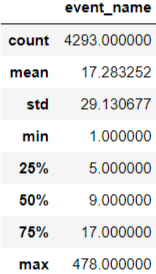 event_name
count 4293.000000
mean 17.283252
std 29.130677
min 1.000000
25% 5.000000
50% 9.000000
75% 17.000000
max 478.000000